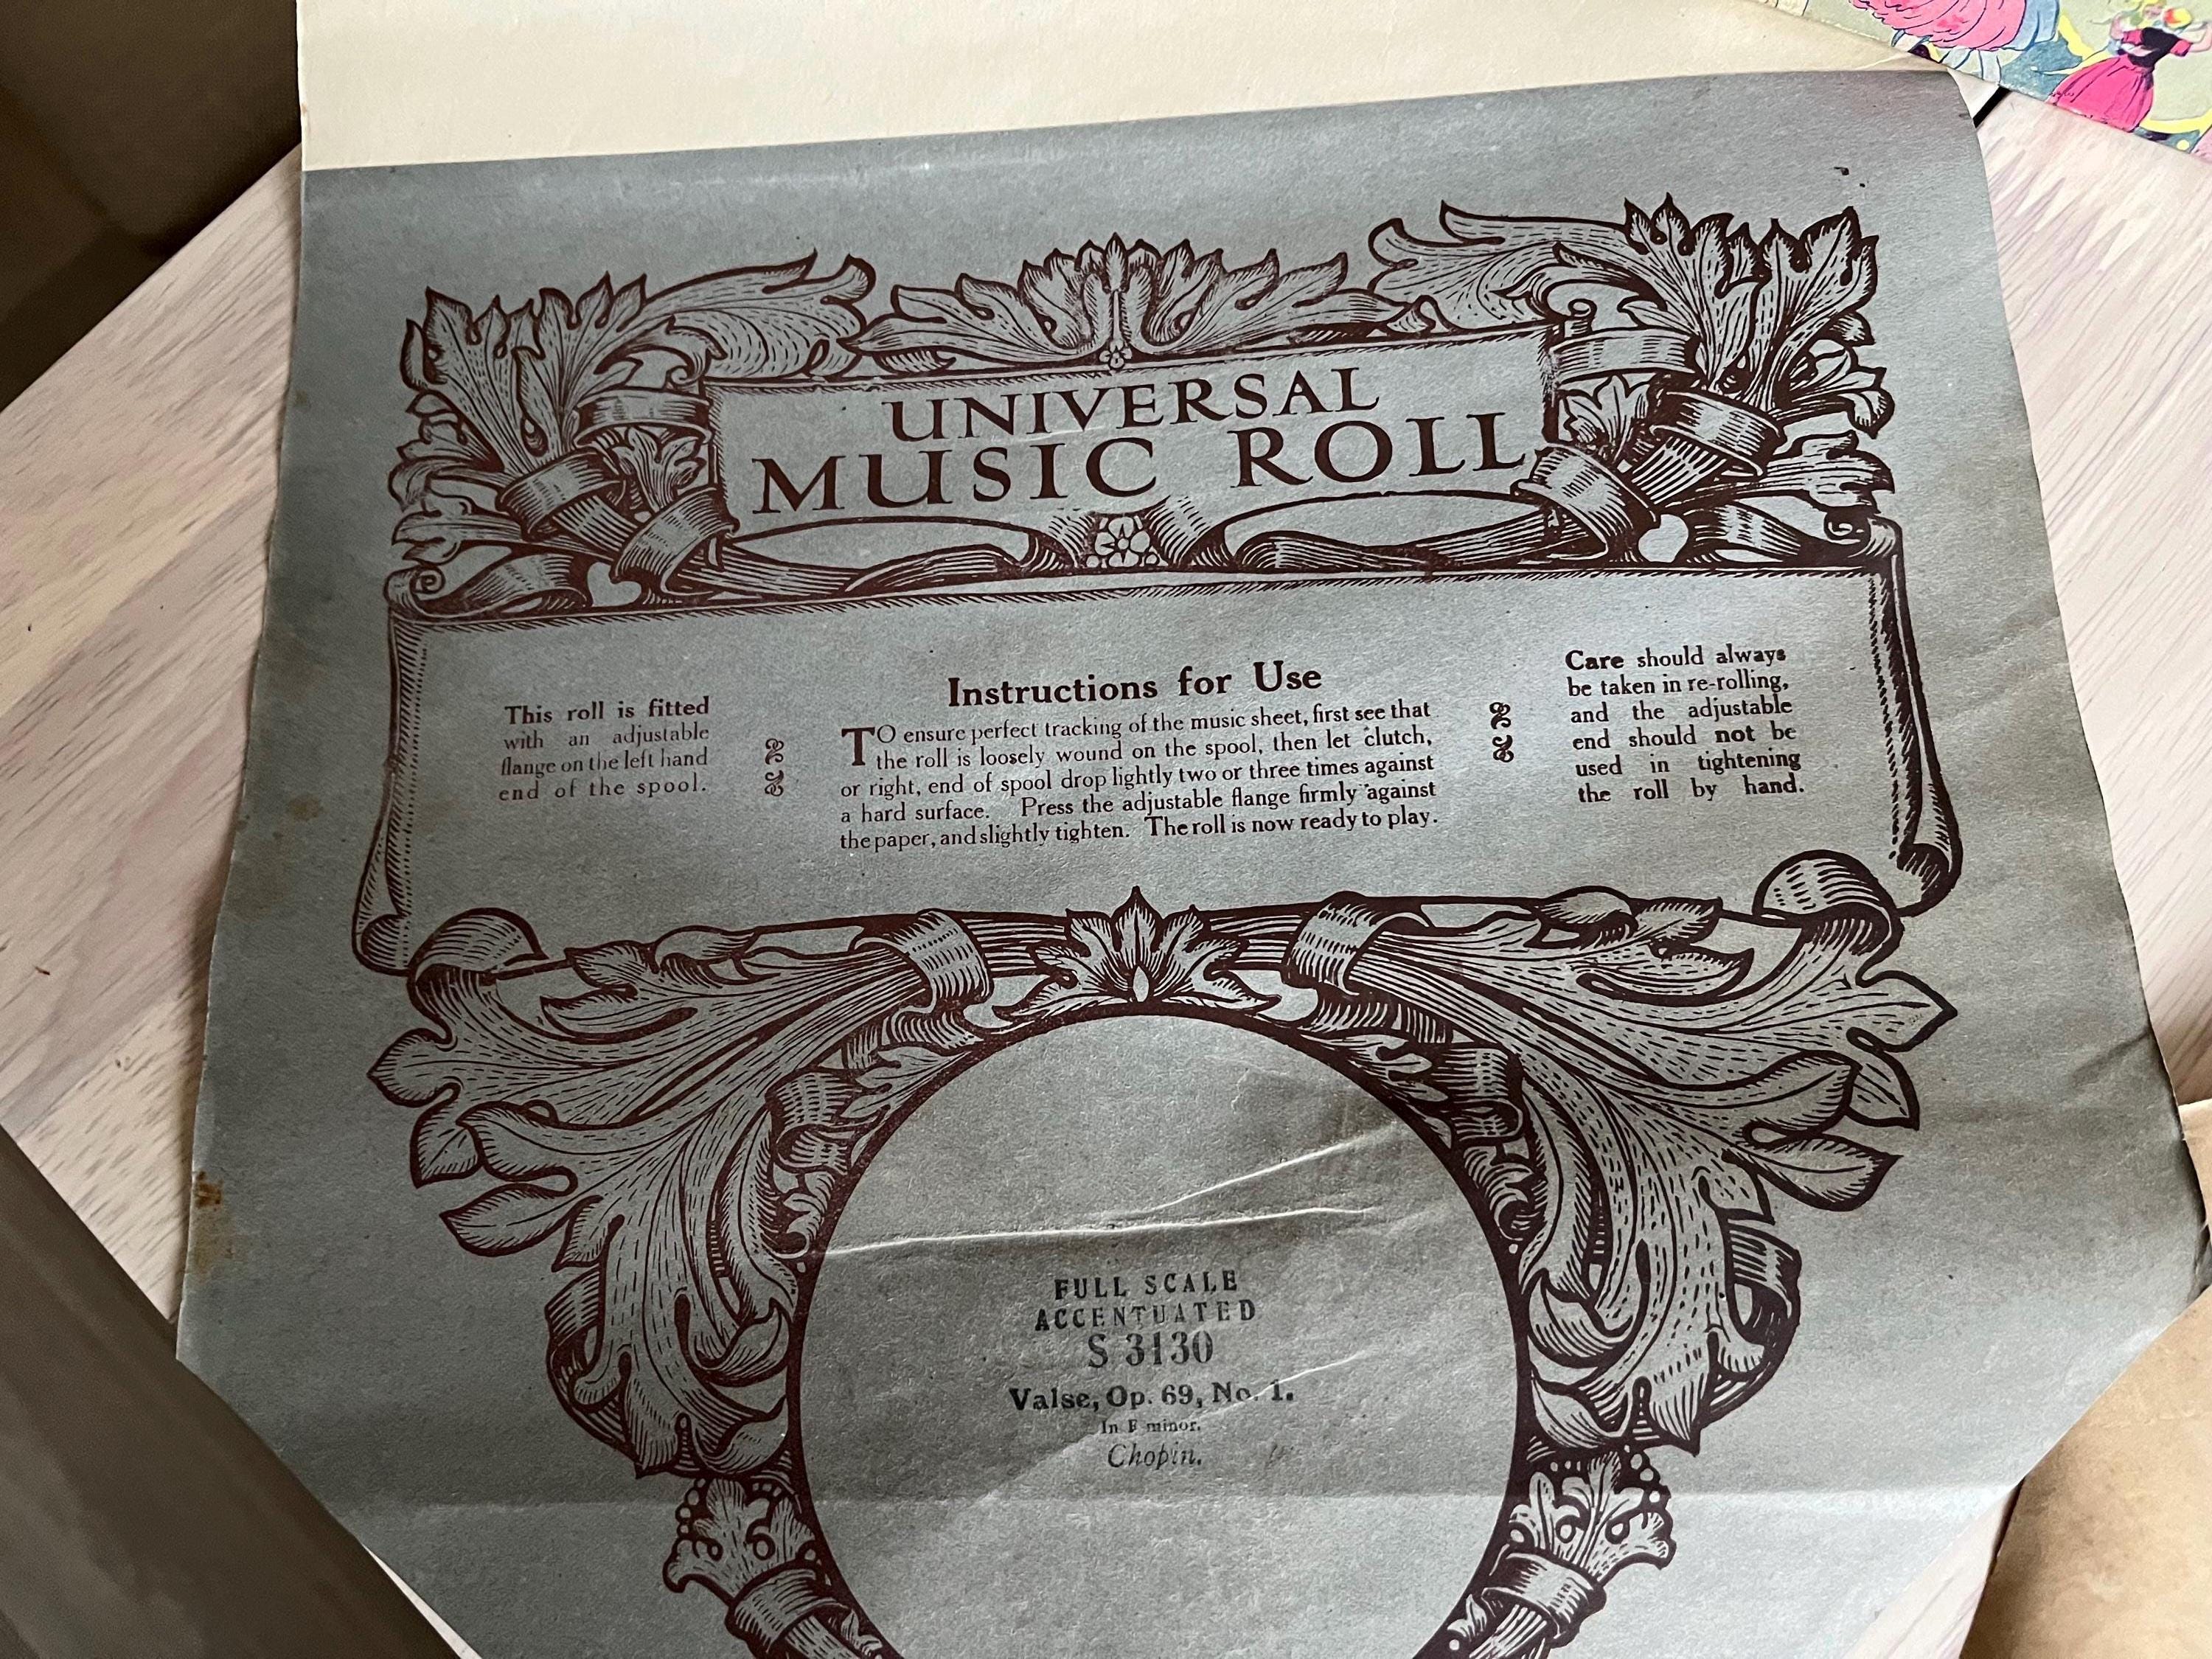 UNIVERSAL
MUSIC ROLL
This roll is fitted
with an adjustable
flange on the left hand
end of the spool.
Instructions for Use
TO ensure perfect tracking of the music sheet, first see that
the roll is loosely wound on the spool, then let clutch,
or right, end of spool drop lightly two or three times against
a hard surface. Press the adjustable flange firmly against
the paper, and slightly tighten. The roll is now ready to play.
Care should always
be taken in re-rolling,
and the adjustable
end should not be
used in tightening
the roll by hand.
FULL SCALE
ACCENTUATED
S 3130
Valse, Op. 69, No. 1.
In F minor.
Chopin.